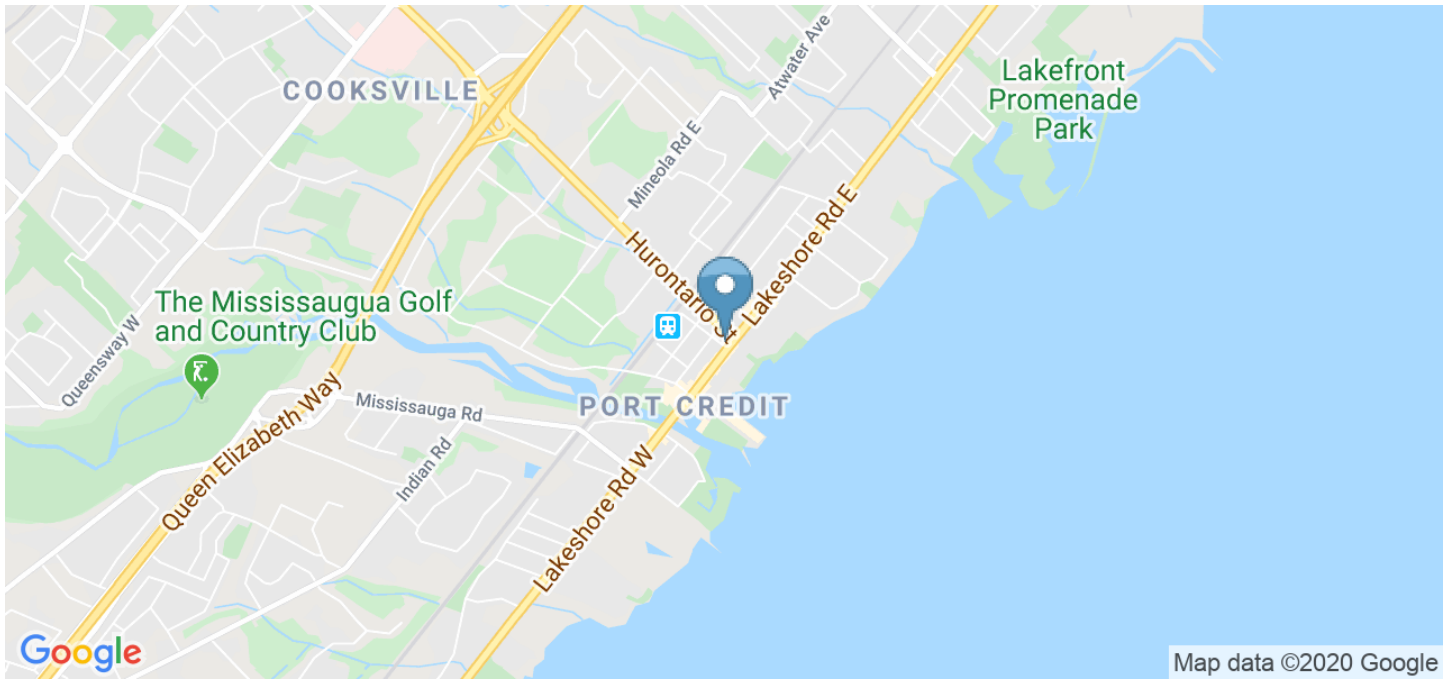 COOKSVILLE
Atwater Ave
Lakefront
Promenade
Park
Mineola Rd E
Hurontario St
Lakeshore Rd E
The Mississaugua Golf
and Country Club
Queensway W
Queen Elizabeth Way
Mississauga Rd
PORT CREDIT
Indian Rd
Lakeshore Rd W
Google
Map data ©2020 Google